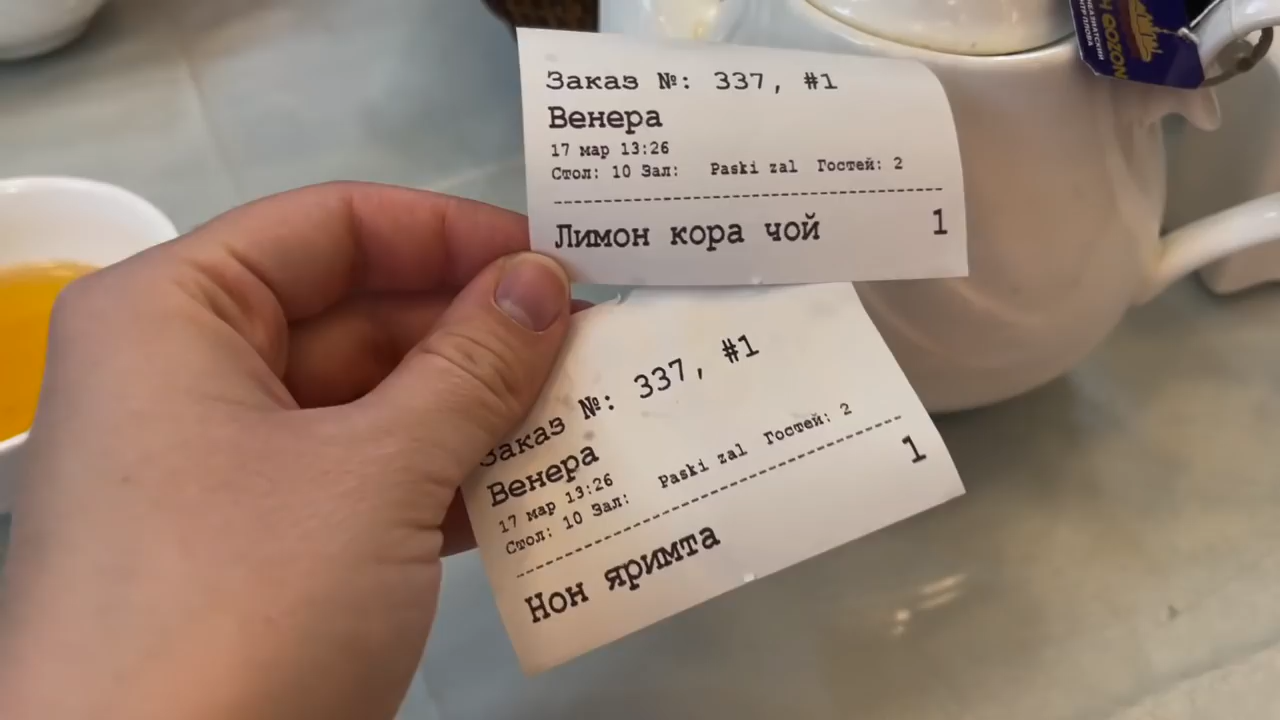 Заказ №: 337, #1
Венера
17 мар 13:26
Стол: 10 Зал: Paski zal Гостей: 2
Лимон кора чой 1
Заказ №: 337, #1
Венера
17 мар 13:26
Стол: 10 Зал: Paski zal Гостей: 2
1
Нон яримта